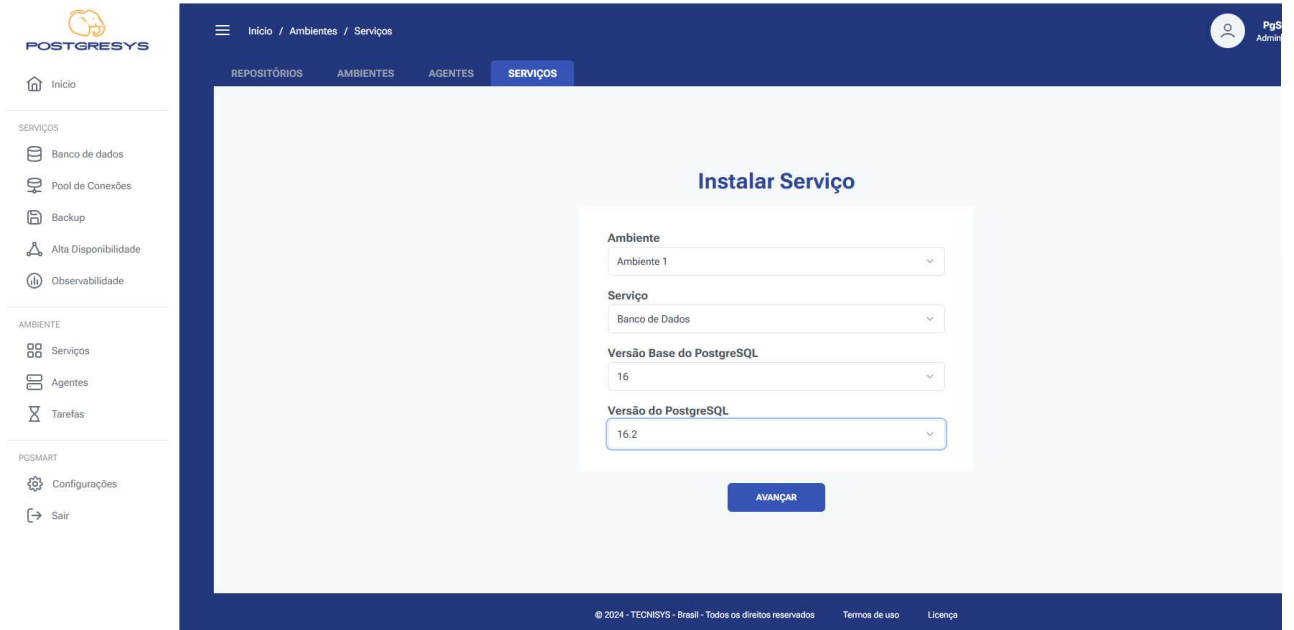 POSTGRESYS
Início
SERVIÇOS
Banco de dados
Pool de Conexões
Backup
Alta Disponibilidade
Observabilidade
AMBIENTE
Serviços
Agentes
Tarefas
PGSMART
Configurações
Sair
Início / Ambientes / Serviços
PgS
Admin
REPOSITÓRIOS AMBIENTES AGENTES SERVIÇOS
Instalar Serviço
Ambiente
Ambiente 1
Serviço
Banco de Dados
Versão Base do PostgreSQL
16
Versão do PostgreSQL
16.2
AVANÇAR
© 2024 - TECNISYS - Brasil - Todos os direitos reservados Termos de uso Licença